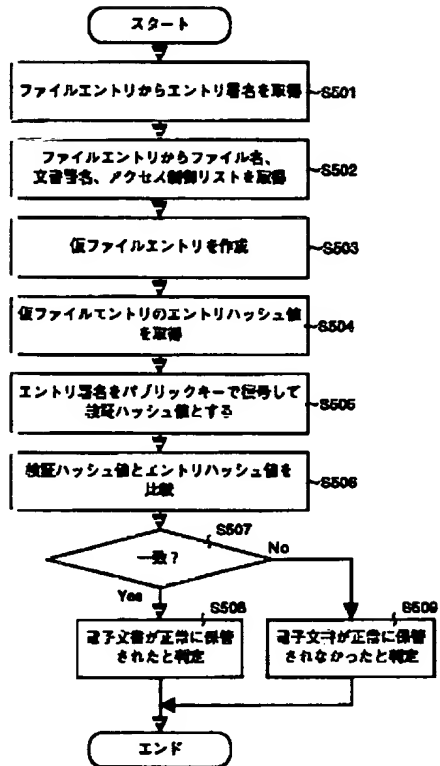 スタート
ファイルエントリからエントリ署名を取得
S501
ファイルエントリからファイル名、
文書署名、アクセス制御リストを取得
S502
仮ファイルエントリを作成
S503
仮ファイルエントリのエントリハッシュ値
を取得
S504
エントリ署名をパブリックキーで復号して
検証ハッシュ値とする
S505
検証ハッシュ値とエントリハッシュ値を
比較
S506
S507
一致?
No
Yes
S508
S509
電子文書が正常に保管
されたと判定
電子文書が正常に保管
されなかったと判定
エンド